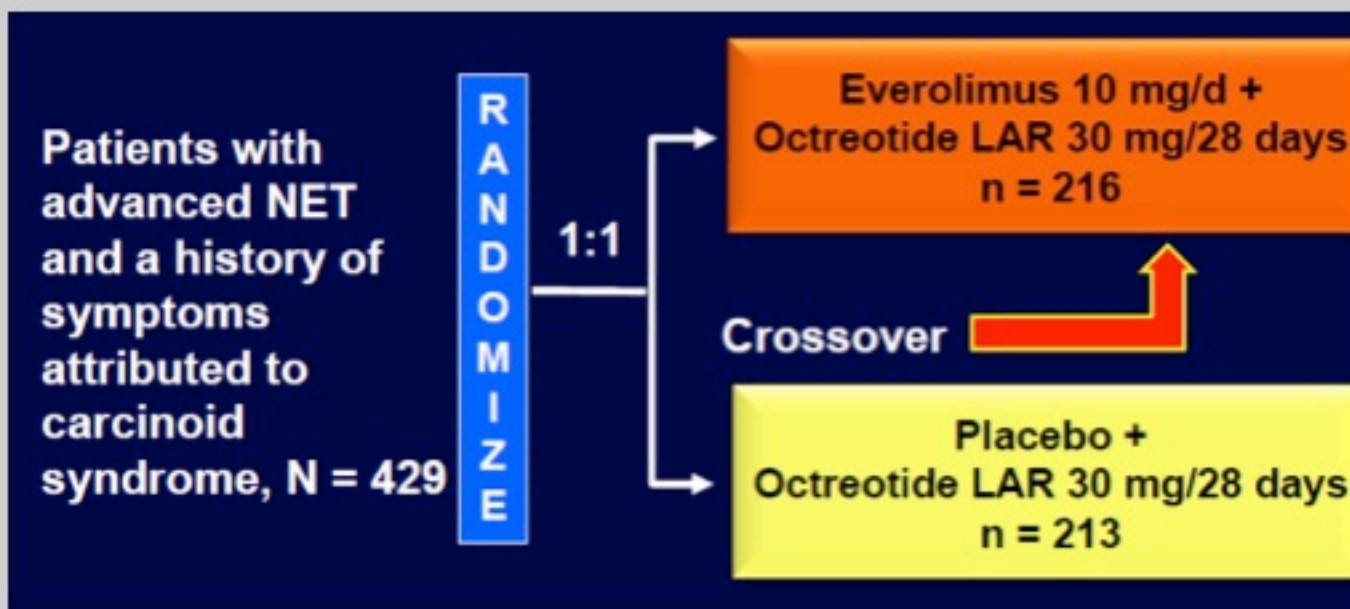 Patients with
advanced NET
and a history of
symptoms
attributed to
carcinoid
syndrome, N = 429
RANDOMIZE
1:1
Everolimus 10 mg/d +
Octreotide LAR 30 mg/28 days
n = 216
Crossover
Placebo +
Octreotide LAR 30 mg/28 days
n = 213